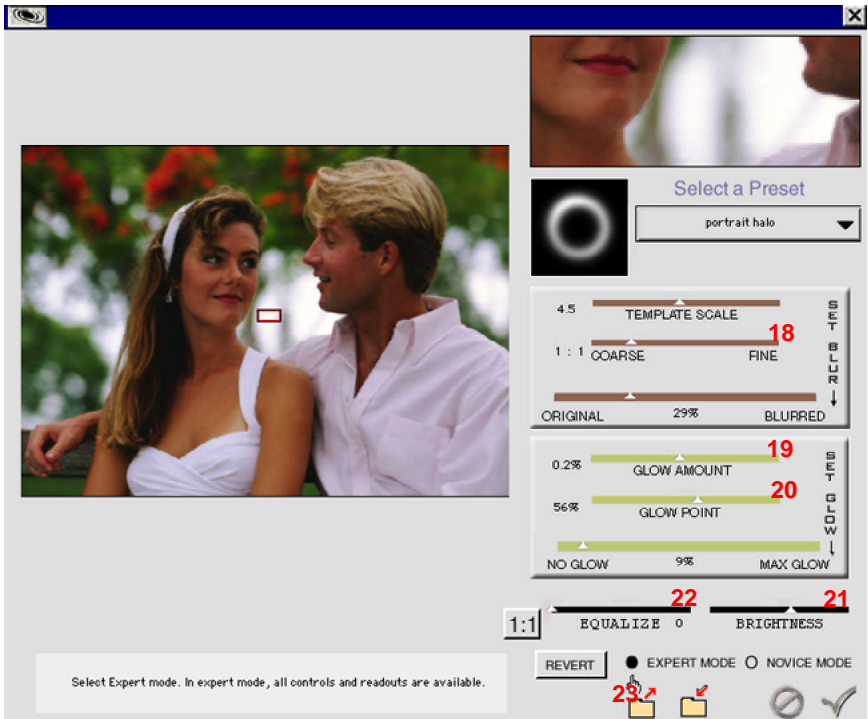 Select a Preset
portrait halo
4.5
TEMPLATE SCALE
18
1 : 1
COARSE
FINE
SET BLUR
ORIGINAL
29%
BLURRED
19
0.2%
GLOW AMOUNT
20
56%
GLOW POINT
SET GLOW
NO GLOW
9%
MAX GLOW
22
21
1:1
EQUALIZE 0
BRIGHTNESS
REVERT
EXPERT MODE
NOVICE MODE
Select Expert mode. In expert mode, all controls and readouts are available.
23